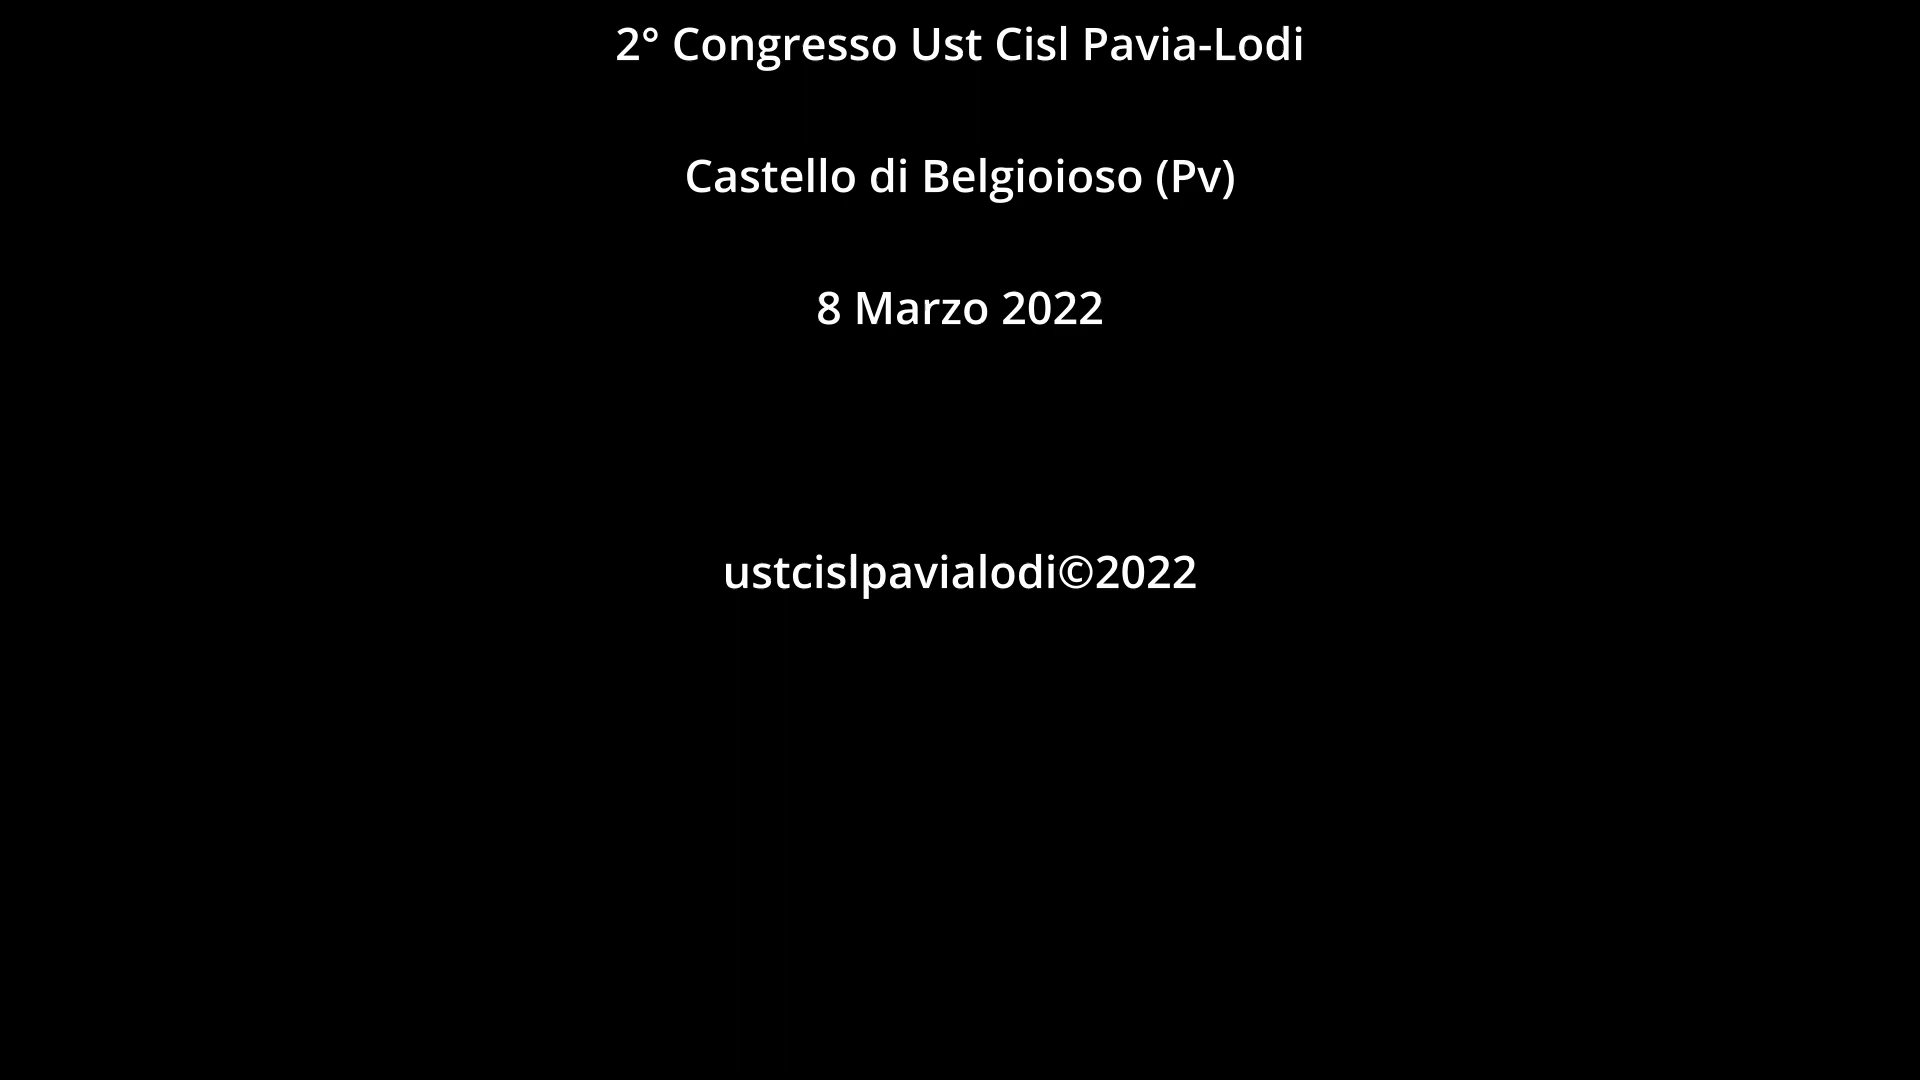 2° Congresso Ust Cisl Pavia-Lodi
Castello di Belgioioso (Pv)
8 Marzo 2022
ustcislpavialodi©2022